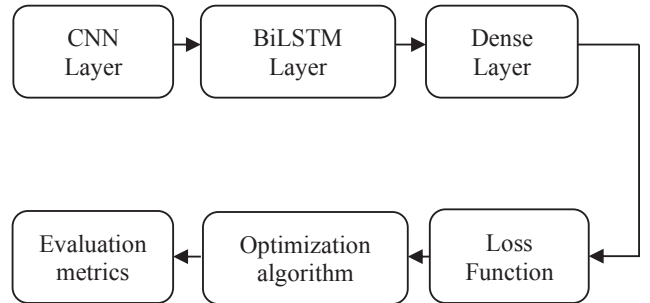 CNN
Layer
BiLSTM
Layer
Dense
Layer
Evaluation
metrics
Optimization
algorithm
Loss
Function